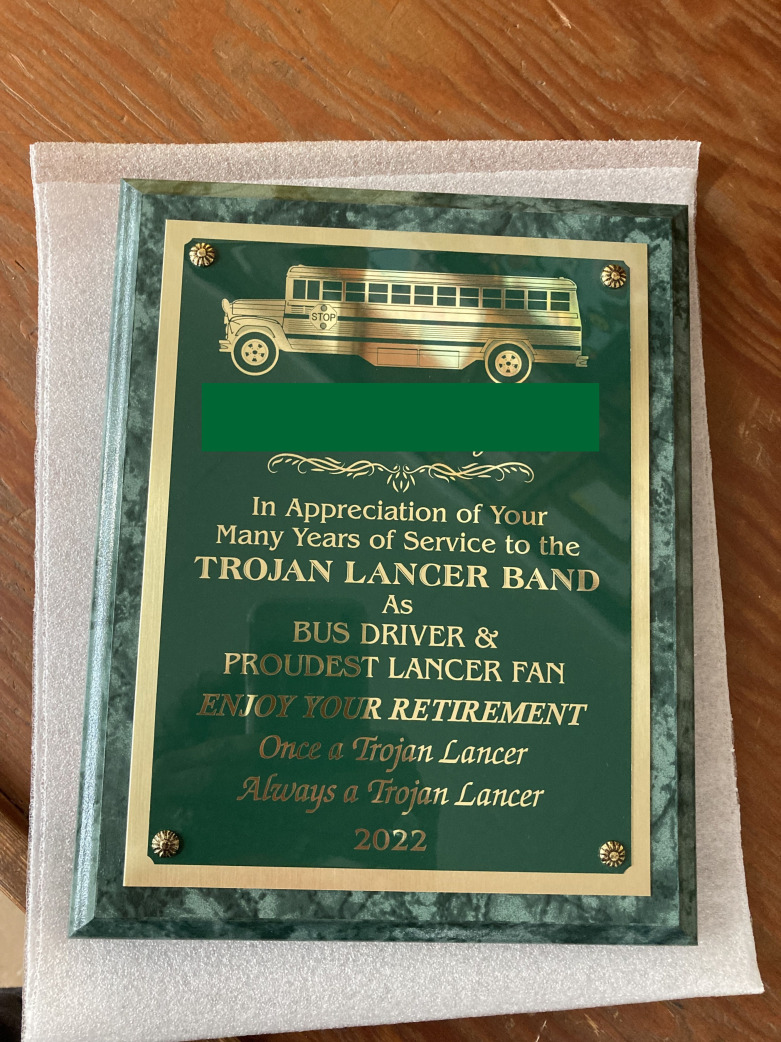 STOP
In Appreciation of Your
Many Years of Service to the
TROJAN LANCER BAND
As
BUS DRIVER &
PROUDEST LANCER FAN
ENJOY YOUR RETIREMENT
Once a Trojan Lancer
Always a Trojan Lancer
2022